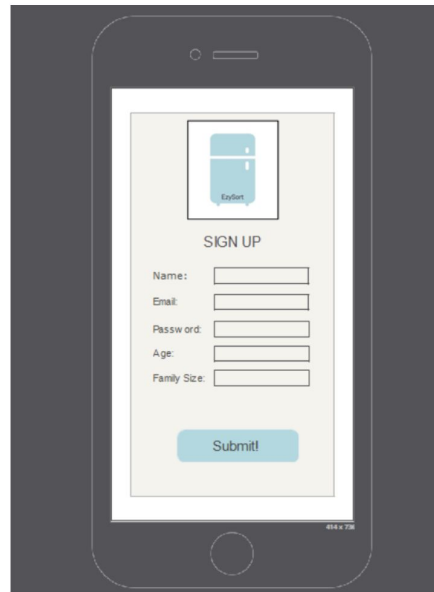 EzySort
SIGN UP
Name:
Email:
Password:
Age:
Family Size:
Submit!
414 x 736